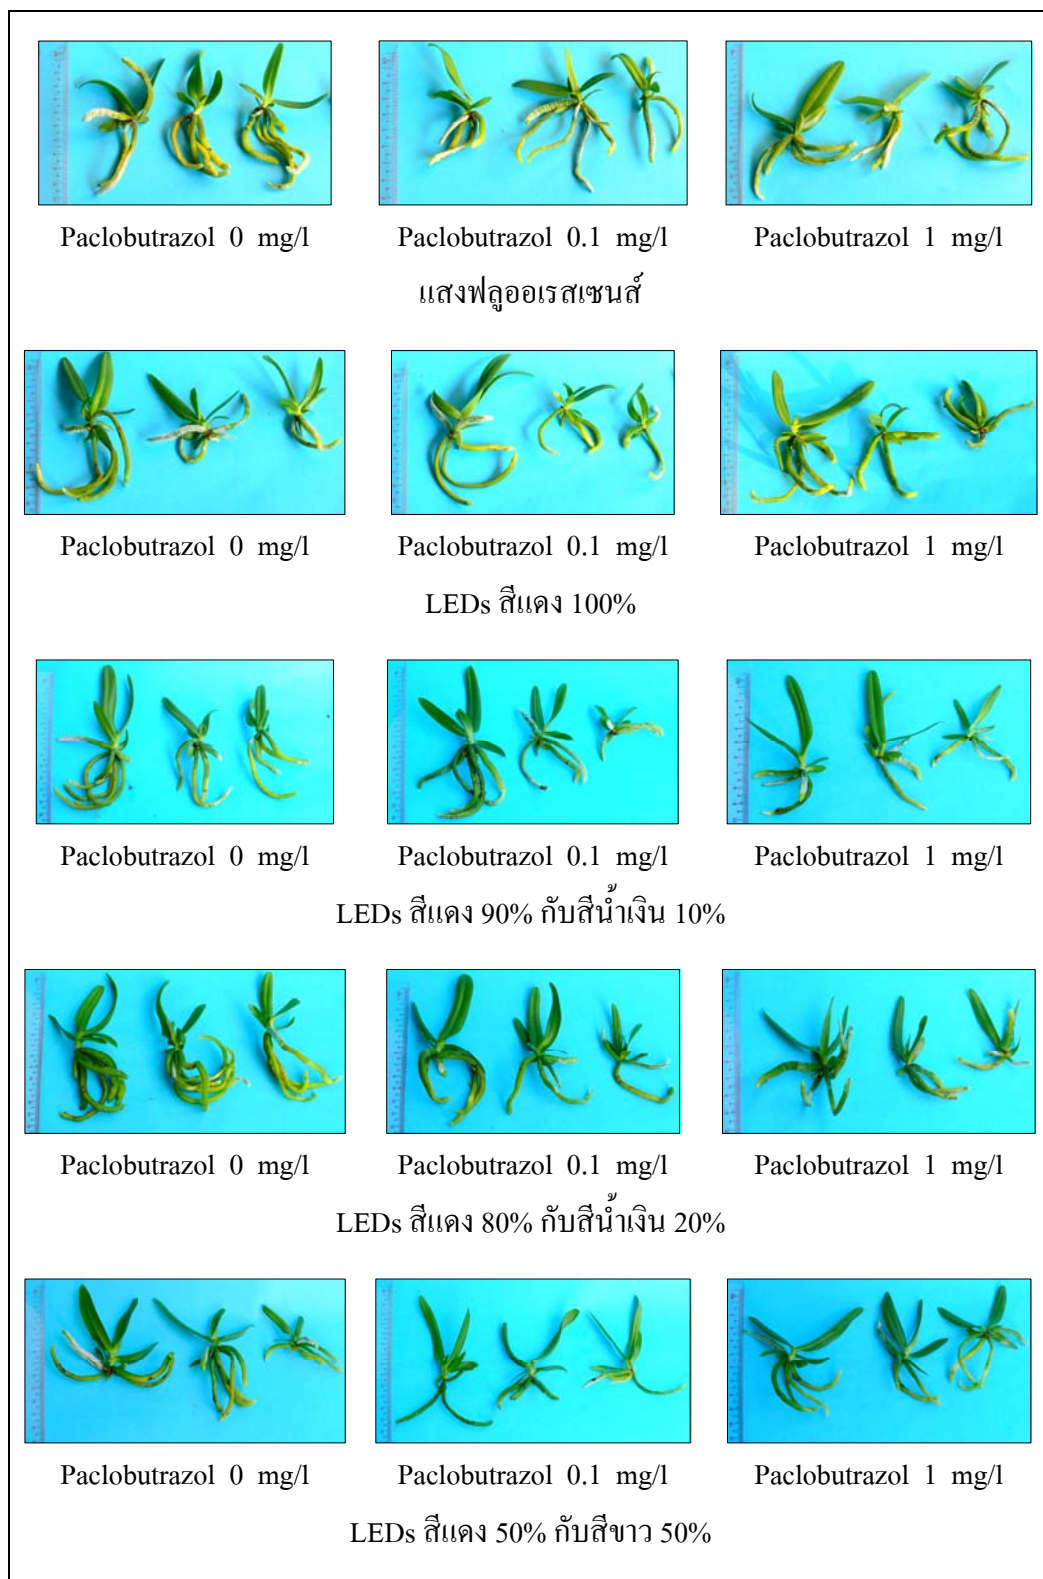 Paclobutrazol 0 mg/l Paclobutrazol 0.1 mg/l Paclobutrazol 1 mg/l
แสงฟลูออเรสเซนส์
Paclobutrazol 0 mg/l Paclobutrazol 0.1 mg/l Paclobutrazol 1 mg/l
LEDs สีแดง 100%
Paclobutrazol 0 mg/l Paclobutrazol 0.1 mg/l Paclobutrazol 1 mg/l
LEDs สีแดง 90% กับสีน้ำเงิน 10%
Paclobutrazol 0 mg/l Paclobutrazol 0.1 mg/l Paclobutrazol 1 mg/l
LEDs สีแดง 80% กับสีน้ำเงิน 20%
Paclobutrazol 0 mg/l Paclobutrazol 0.1 mg/l Paclobutrazol 1 mg/l
LEDs สีแดง 50% กับสีขาว 50%